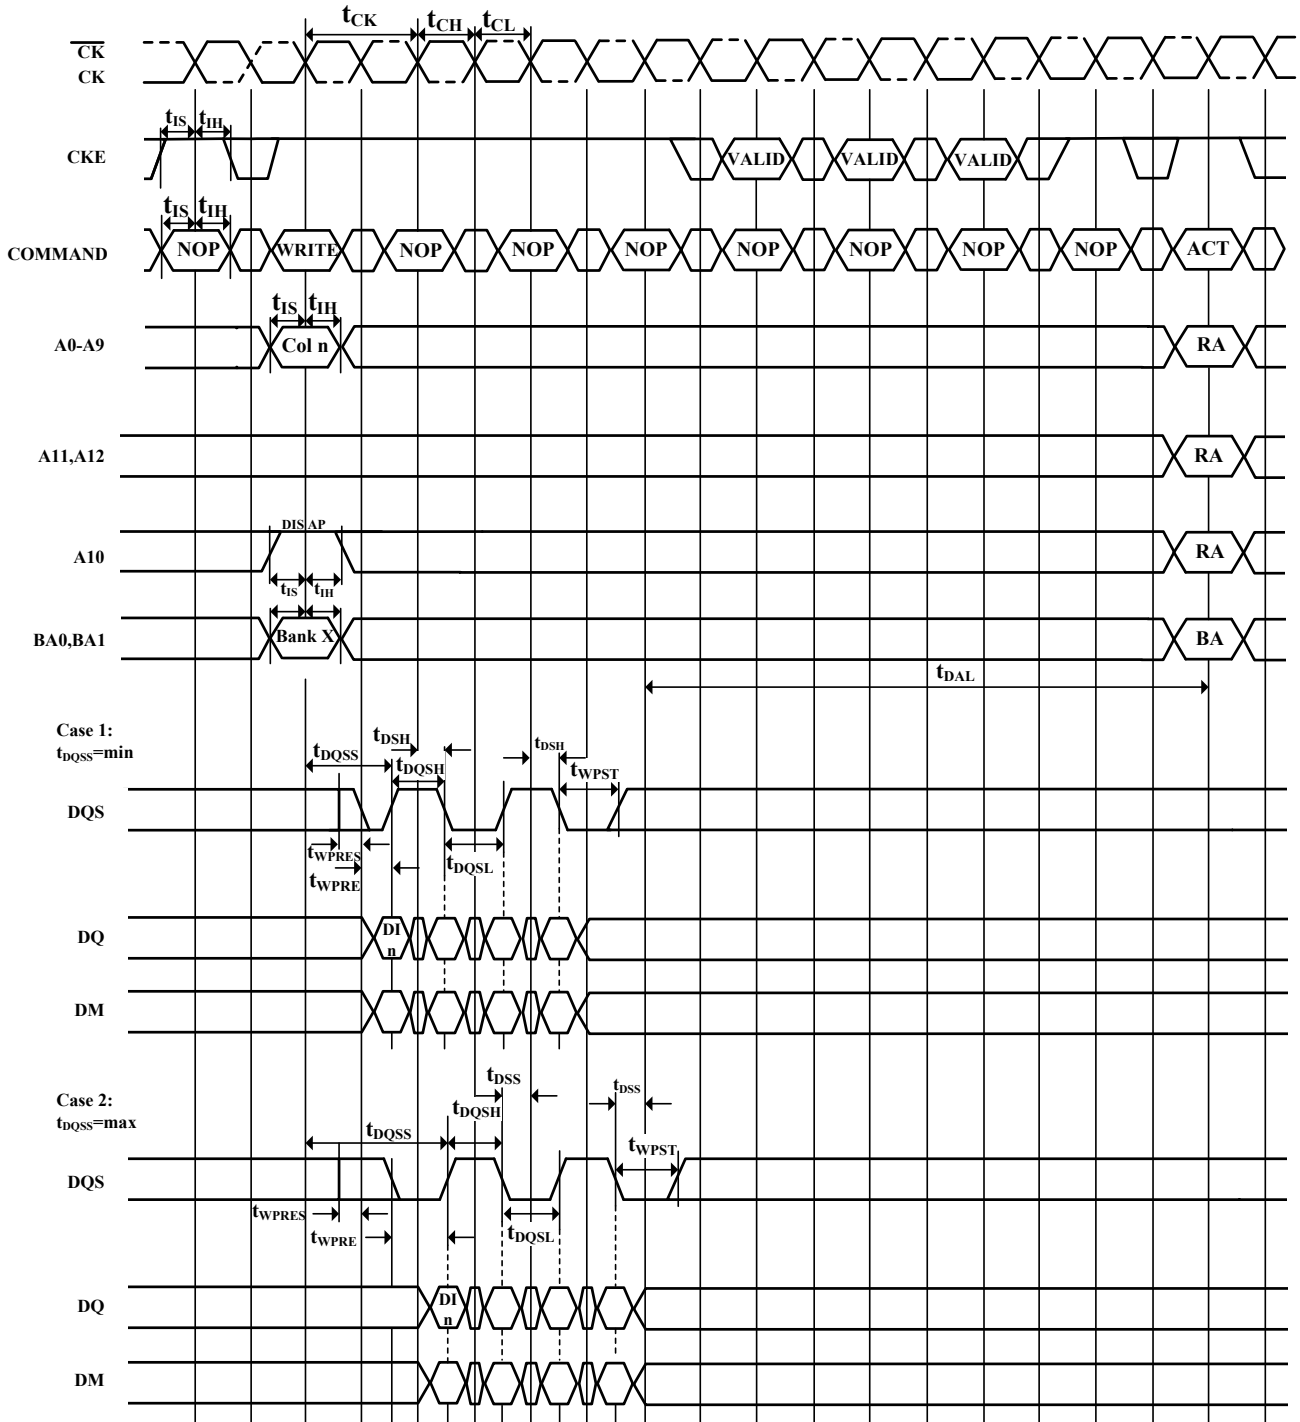 tCK tCH tCL
CK
CK
tIS tIH
CKE VALID VALID VALID
tIS tIH
COMMAND NOP WRITE NOP NOP NOP NOP NOP NOP NOP ACT
tIS tIH
A0-A9 Col n RA
A11,A12 RA
DIS AP
A10 RA
tIS tIH
BA0,BA1 Bank X BA
tDAL
Case 1:
tDQSS=min
tDSH tDSH
tDQSS tDQSH tWPST
DQS
tWPRES tDQSL
tWPRE
DQ DI
n
DM
tDSS tDSS
Case 2:
tDQSS=max
tDQSH
tDQSS tWPST
DQS
tWPRES
tWPRE tDQSL
DQ DI
n
DM